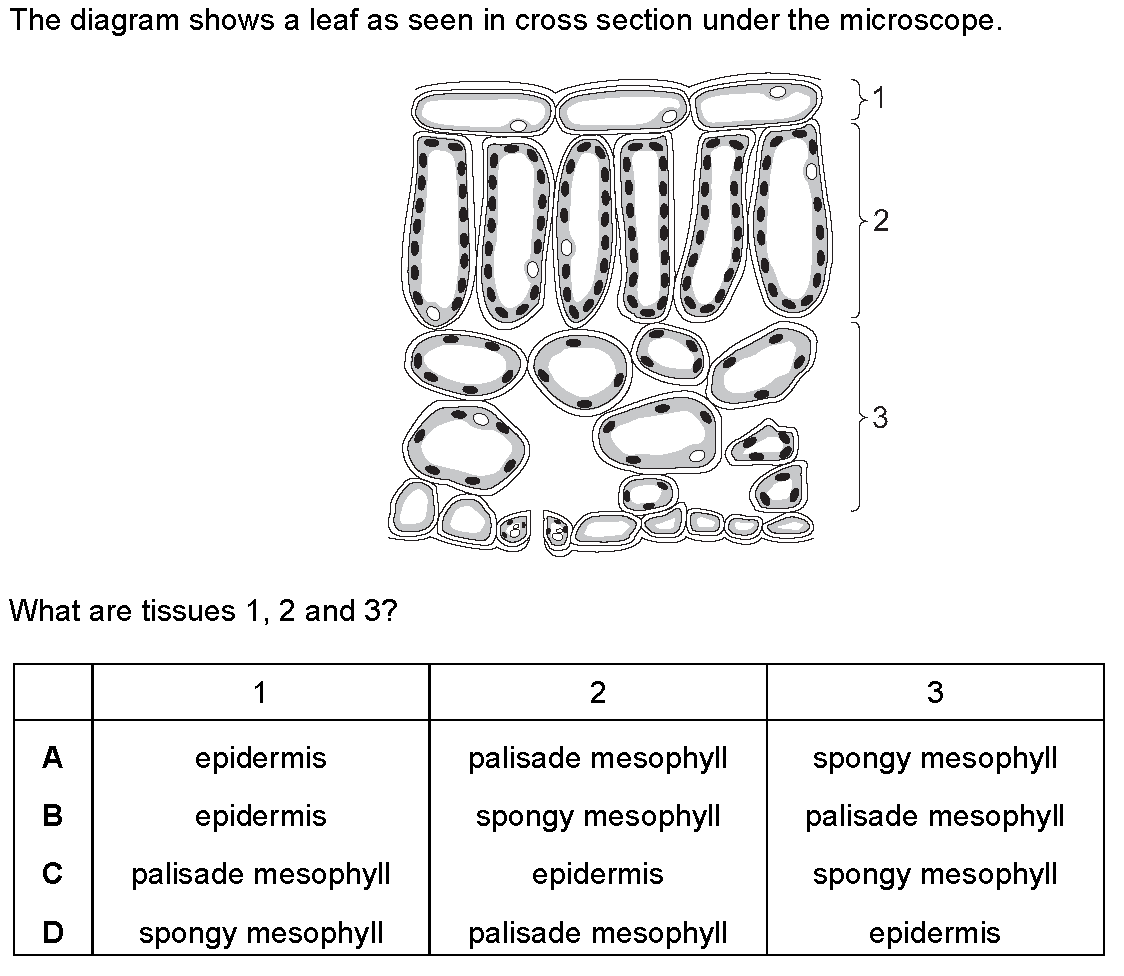 The diagram shows a leaf as seen in cross section under the microscope.
1
2
3
What are tissues 1, 2 and 3?
1 2 3
A epidermis palisade mesophyll spongy mesophyll
B epidermis spongy mesophyll palisade mesophyll
C palisade mesophyll epidermis spongy mesophyll
D spongy mesophyll palisade mesophyll epidermis